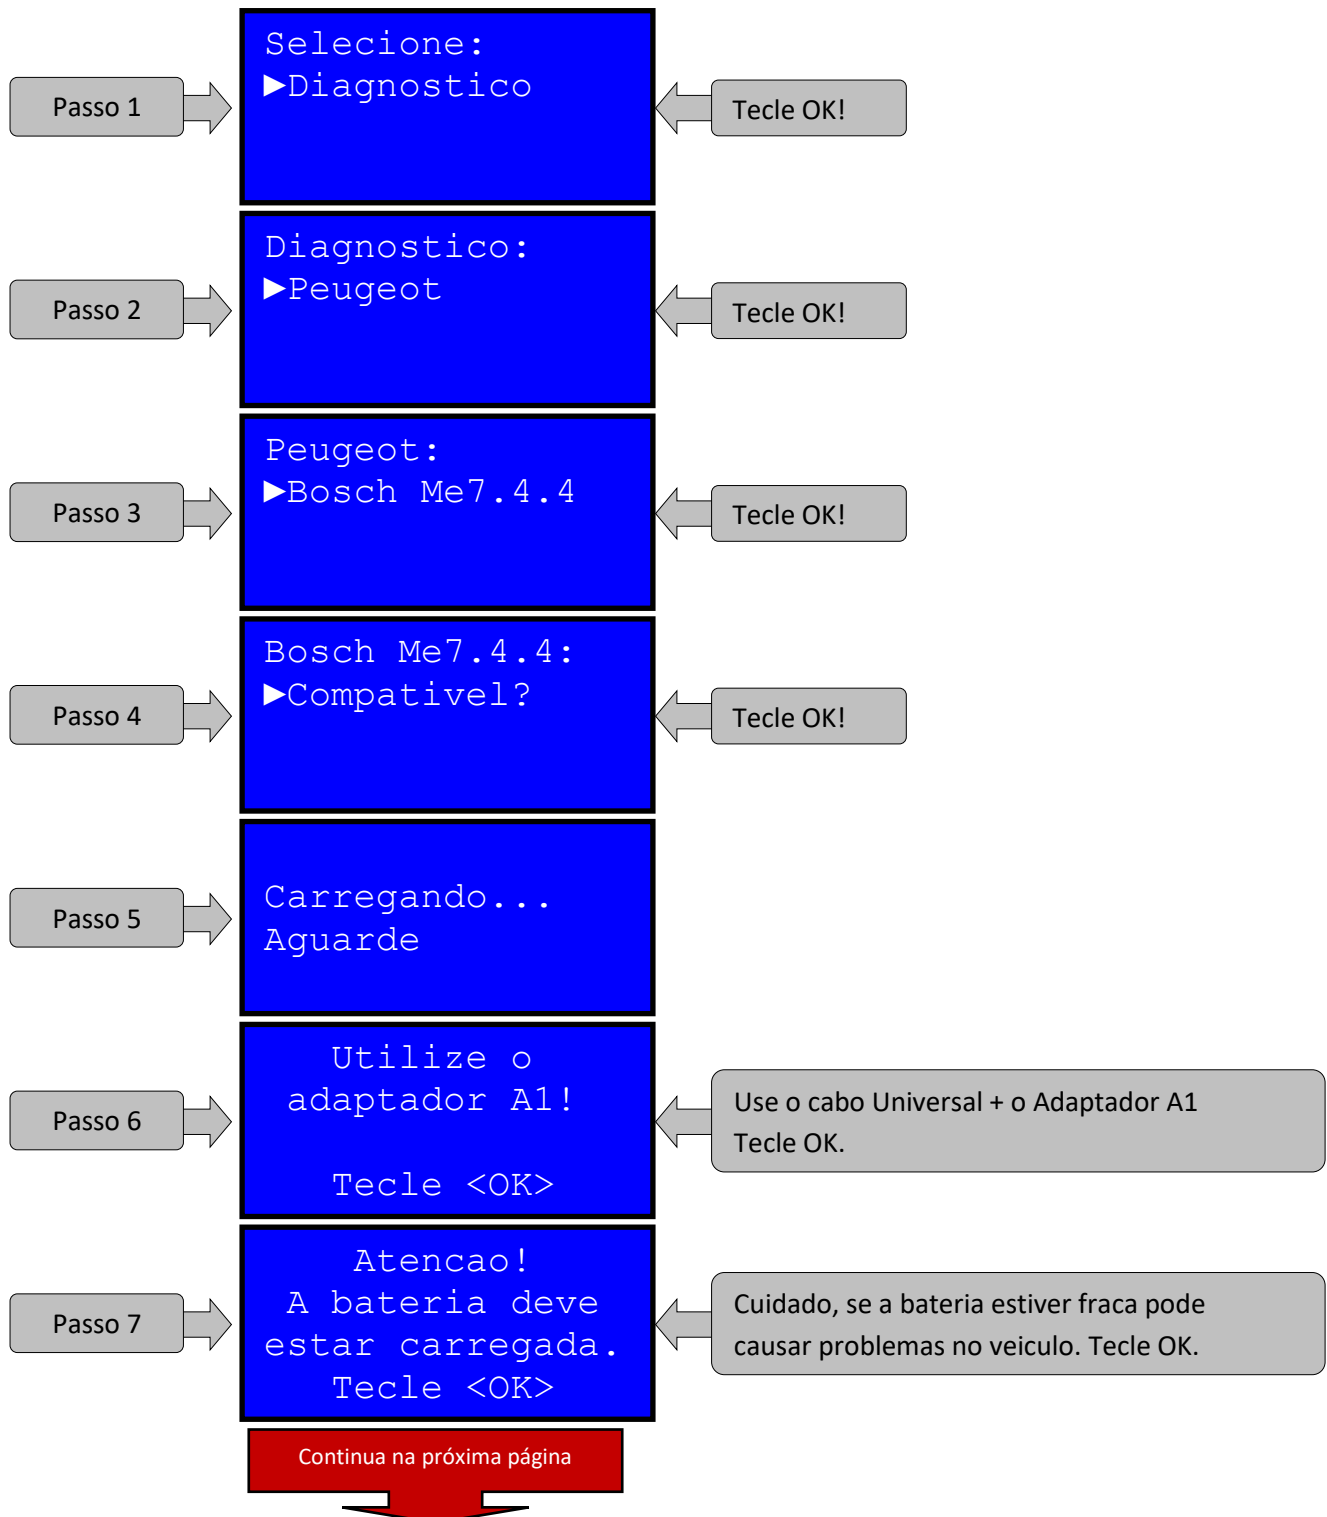 Passo 1
Selecione:
►Diagnostico
Tecle OK!
Passo 2
Diagnostico:
►Peugeot
Tecle OK!
Passo 3
Peugeot:
►Bosch Me7.4.4
Tecle OK!
Passo 4
Bosch Me7.4.4:
►Compativel?
Tecle OK!
Passo 5
Carregando...
Aguarde
Passo 6
Utilize o
adaptador A1!
Tecle <OK>
Use o cabo Universal + o Adaptador A1
Tecle OK.
Passo 7
Atencao!
A bateria deve
estar carregada.
Tecle <OK>
Cuidado, se a bateria estiver fraca pode
causar problemas no veiculo. Tecle OK.
Continua na próxima página